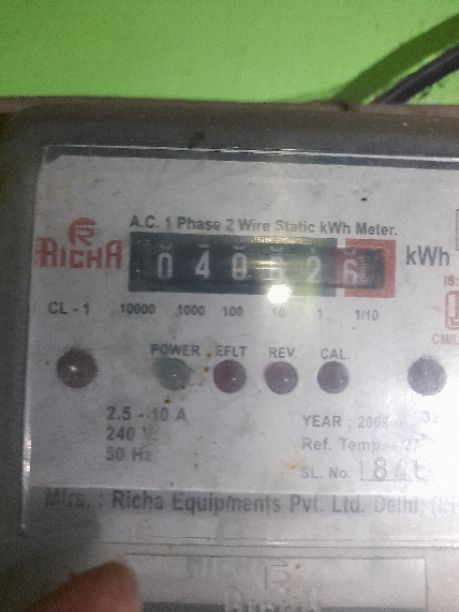 A.C. 1 Phase 2 Wire Static kWh Meter.
RICHA
kWh
CL - 1 10000 1000 100 10 1 1/10
POWER EFLT REV. CAL.
2.5 - 10 A
240 V
50 Hz
YEAR :
Ref. Temp.
SL. No.
Mfrs. : Richa Equipments Pvt. Ltd. Delhi,